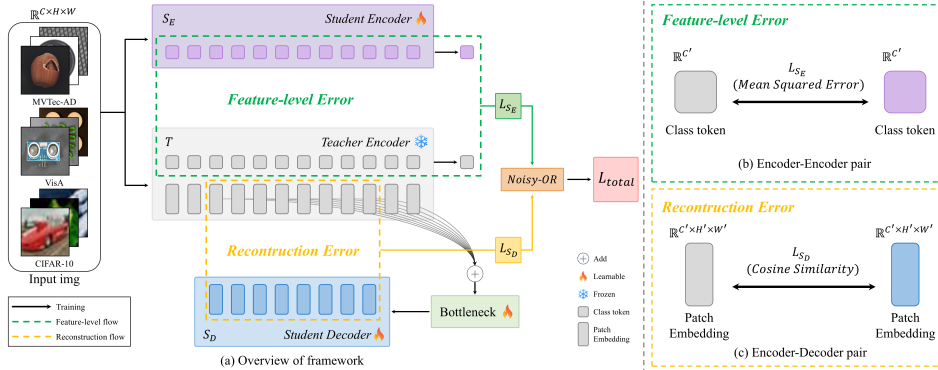 ℝ^{C×H×W}
MVTec-AD
VisA
CIFAR-10
Input img
Training
Feature-level flow
Reconstruction flow
S_E
Student Encoder
Feature-level Error
T
Teacher Encoder
Recontruction Error
S_D
Student Decoder
L_{S_E}
Noisy-OR
L_{total}
L_{S_D}
Bottleneck
Add
Learnable
Frozen
Class token
Patch
Embedding
(a) Overview of framework
Feature-level Error
ℝ^{C'}
L_{S_E}
(Mean Squared Error)
ℝ^{C'}
Class token
Class token
(b) Encoder-Encoder pair
Recontruction Error
ℝ^{C'×H'×W'}
L_{S_D}
(Cosine Similarity)
ℝ^{C'×H'×W'}
Patch
Embedding
Patch
Embedding
(c) Encoder-Decoder pair